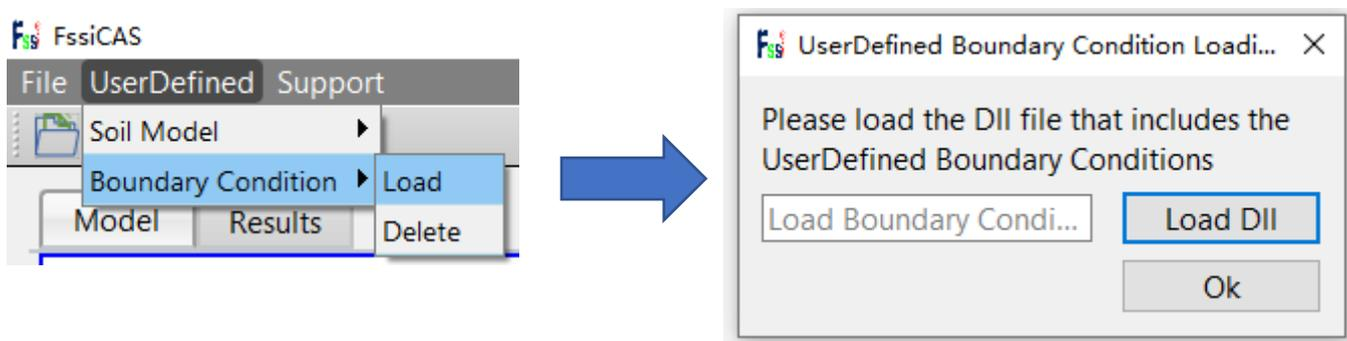 FssiCAS
File UserDefined Support
Soil Model
Boundary Condition Load
Model Results Delete
UserDefined Boundary Condition Loadi...
Please load the Dll file that includes the
UserDefined Boundary Conditions
Load Boundary Condi... Load Dll
Ok